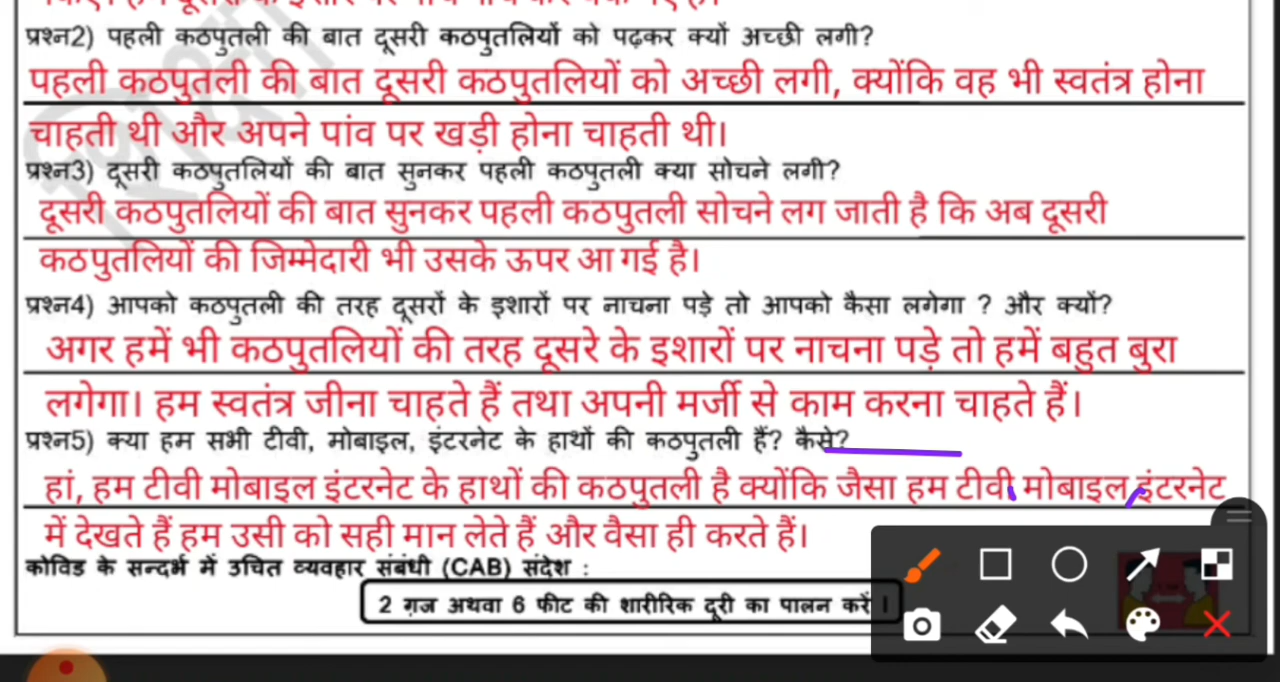 प्रश्न2) पहली कठपुतली की बात दूसरी कठपुतलियों को पढ़कर क्यों अच्छी लगी?
पहली कठपुतली की बात दूसरी कठपुतलियों को अच्छी लगी, क्योंकि वह भी स्वतंत्र होना
चाहती थी और अपने पांव पर खड़ी होना चाहती थी।
प्रश्न3) दूसरी कठपुतलियों की बात सुनकर पहली कठपुतली क्या सोचने लगी?
दूसरी कठपुतलियों की बात सुनकर पहली कठपुतली सोचने लग जाती है कि अब दूसरी
कठपुतलियों की जिम्मेदारी भी उसके ऊपर आ गई है।
प्रश्न4) आपको कठपुतली की तरह दूसरों के इशारों पर नाचना पड़े तो आपको कैसा लगेगा ? और क्यों?
अगर हमें भी कठपुतलियों की तरह दूसरे के इशारों पर नाचना पड़े तो हमें बहुत बुरा
लगेगा। हम स्वतंत्र जीना चाहते हैं तथा अपनी मर्जी से काम करना चाहते हैं।
प्रश्न5) क्या हम सभी टीवी, मोबाइल, इंटरनेट के हाथों की कठपुतली हैं? कैसे?
हां, हम टीवी मोबाइल इंटरनेट के हाथों की कठपुतली है क्योंकि जैसा हम टीवी मोबाइल इंटरनेट
में देखते हैं हम उसी को सही मान लेते हैं और वैसा ही करते हैं।
कोविड के सन्दर्भ में उचित व्यवहार संबंधी (CAB) संदेश :
2 ग़ज अथवा 6 फीट की शारीरिक दूरी का पालन करें ।